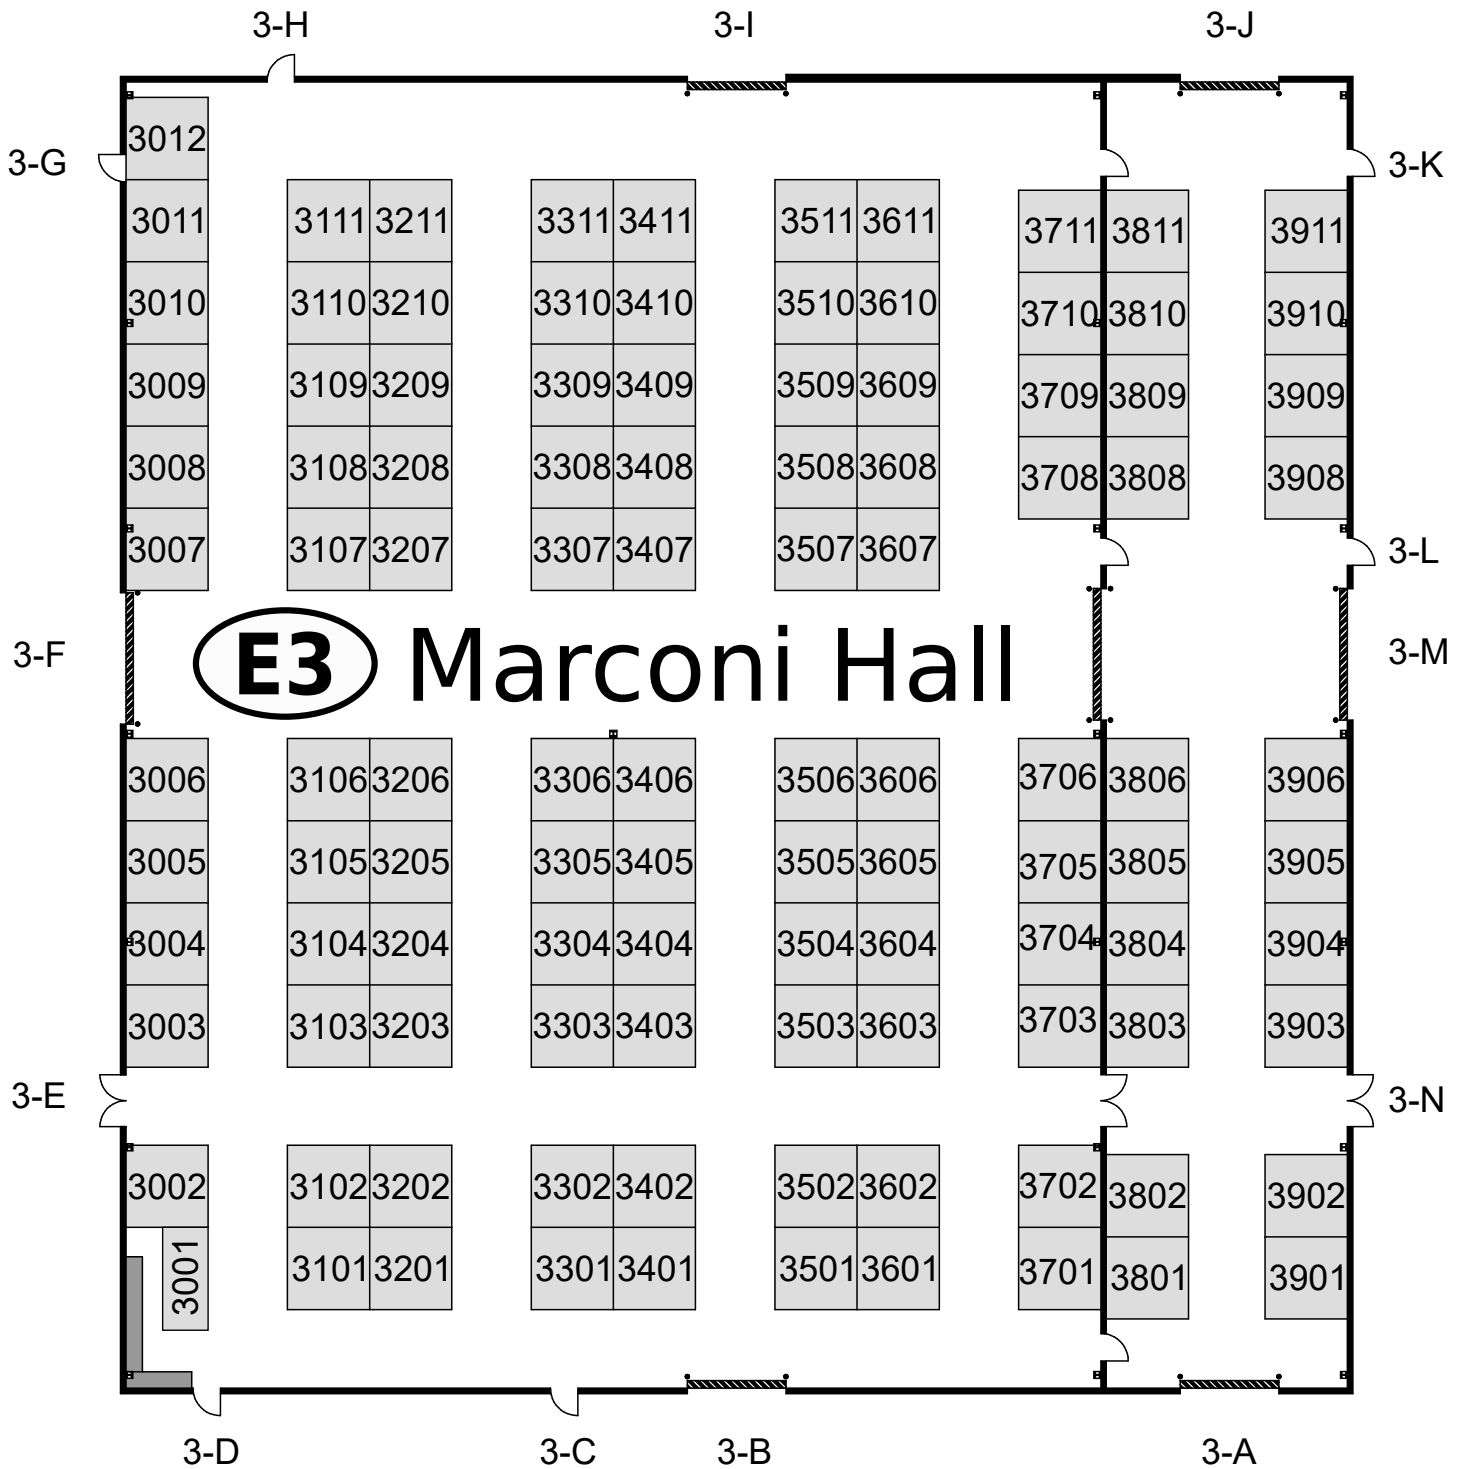 3-H 3-I 3-J
3012
3-G 3-K
3011 3111 3211 3311 3411 3511 3611 3711 3811 3911
3010 3110 3210 3310 3410 3510 3610 3710 3810 3910
3009 3109 3209 3309 3409 3509 3609 3709 3809 3909
3008 3108 3208 3308 3408 3508 3608 3708 3808 3908
3007 3107 3207 3307 3407 3507 3607 3-L
3-F E3 Marconi Hall 3-M
3006 3106 3206 3306 3406 3506 3606 3706 3806 3906
3005 3105 3205 3305 3405 3505 3605 3705 3805 3905
3004 3104 3204 3304 3404 3504 3604 3704 3804 3904
3003 3103 3203 3303 3403 3503 3603 3703 3803 3903
3-E 3-N
3002 3102 3202 3302 3402 3502 3602 3702 3802 3902
3001 3101 3201 3301 3401 3501 3601 3701 3801 3901
3-D 3-C 3-B 3-A